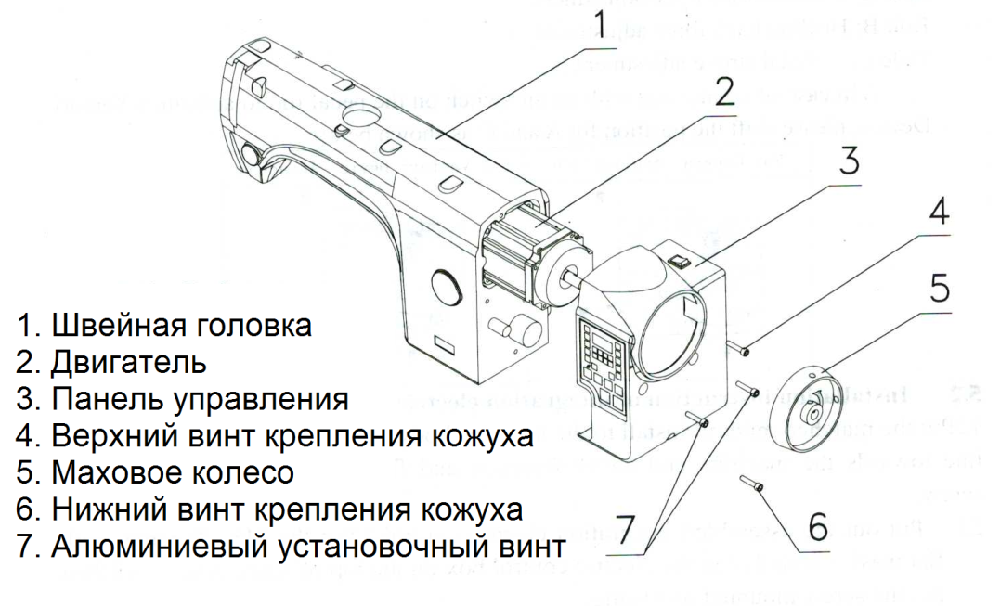 1
2
3
4
5
7
6
1. Швейная головка
2. Двигатель
3. Панель управления
4. Верхний винт крепления кожуха
5. Маховое колесо
6. Нижний винт крепления кожуха
7. Алюминиевый установочный винт